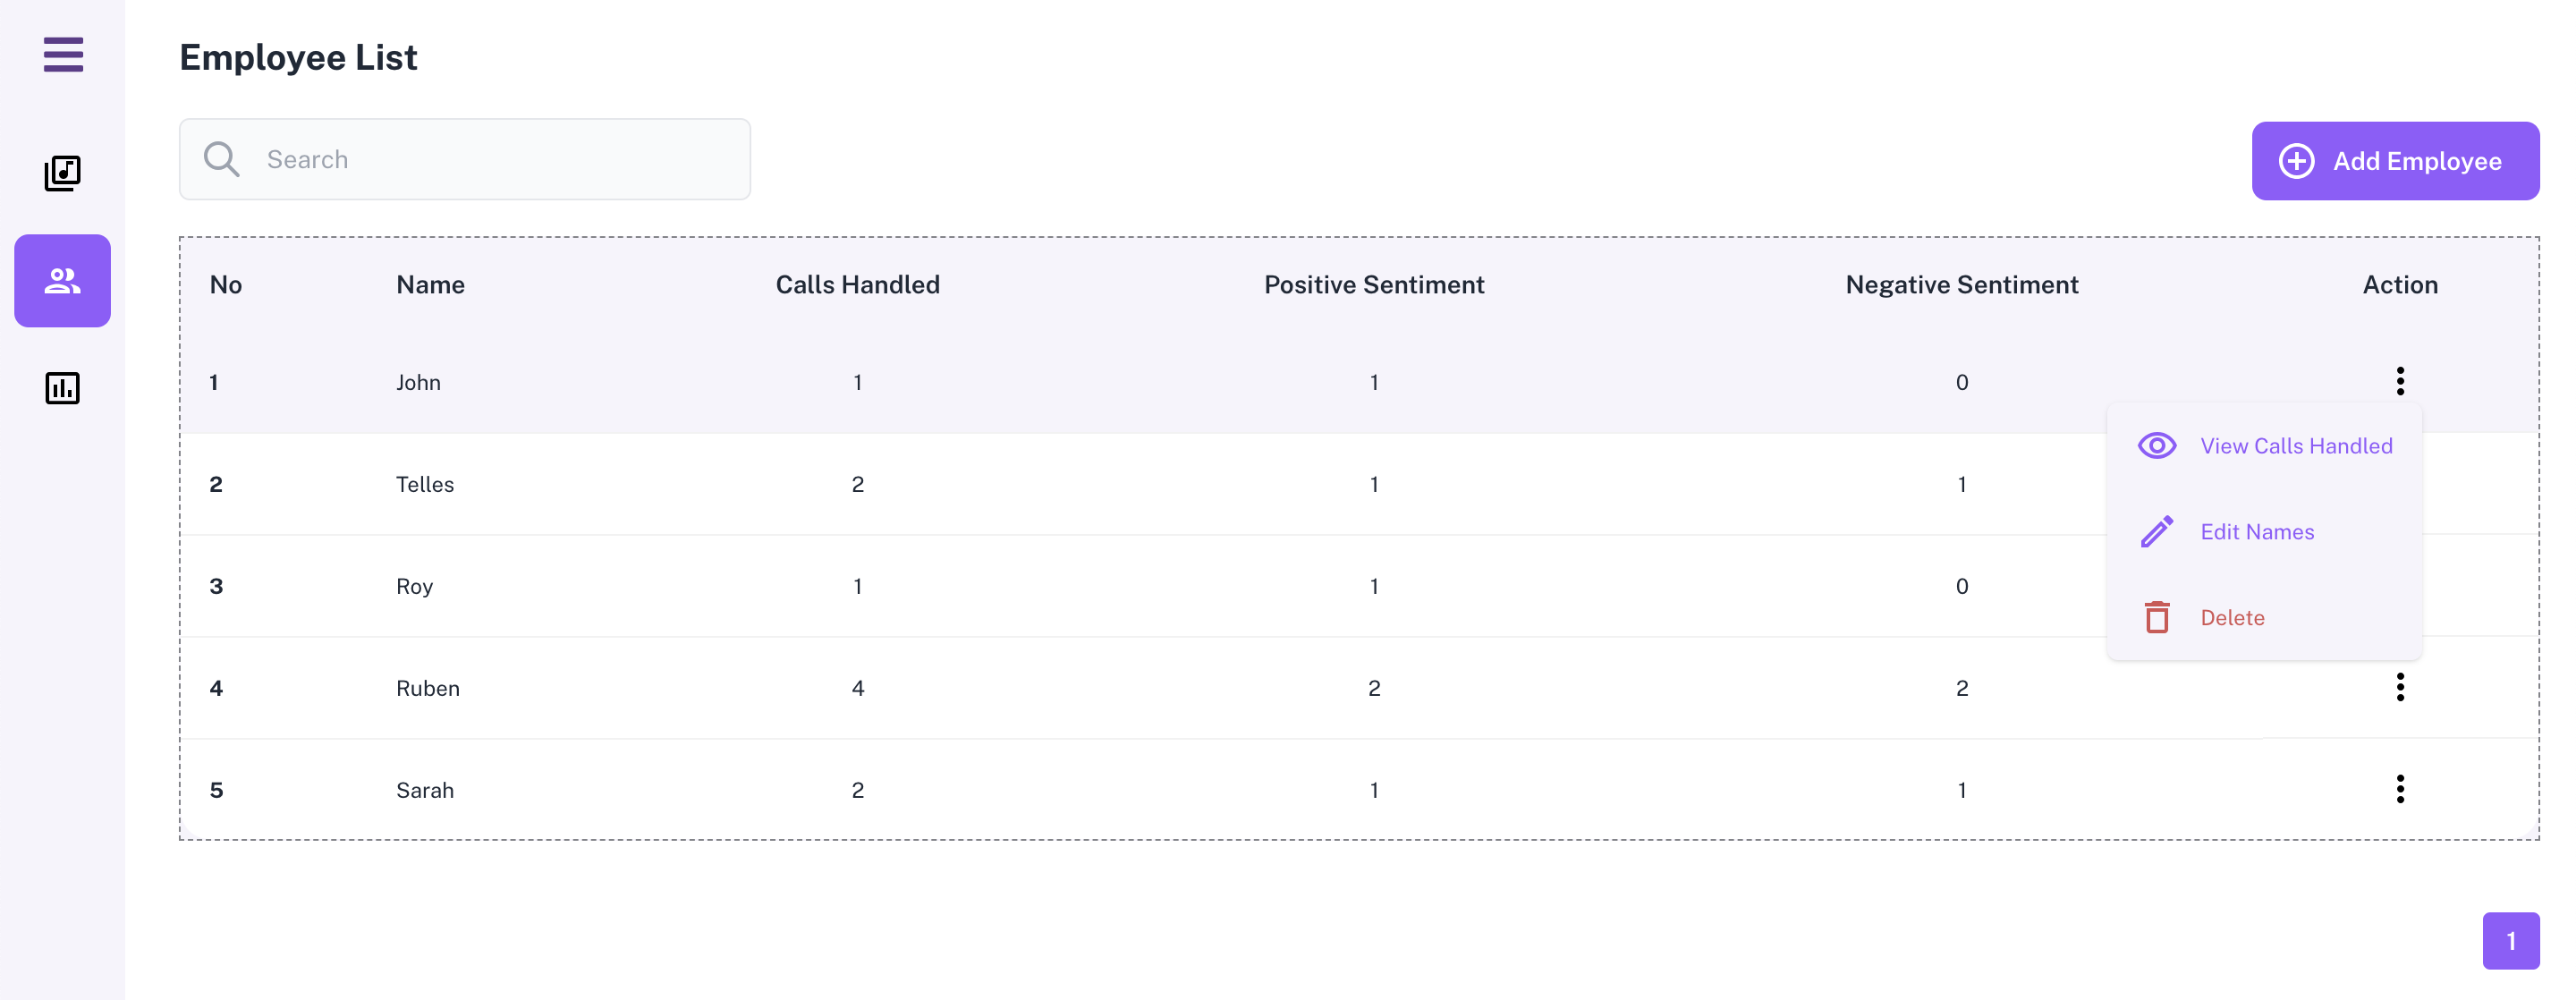 Employee List
Search
Add Employee
No Name Calls Handled Positive Sentiment Negative Sentiment Action
1 John 1 1 0
View Calls Handled
2 Telles 2 1 1
Edit Names
3 Roy 1 1 0
Delete
4 Ruben 4 2 2
5 Sarah 2 1 1
1